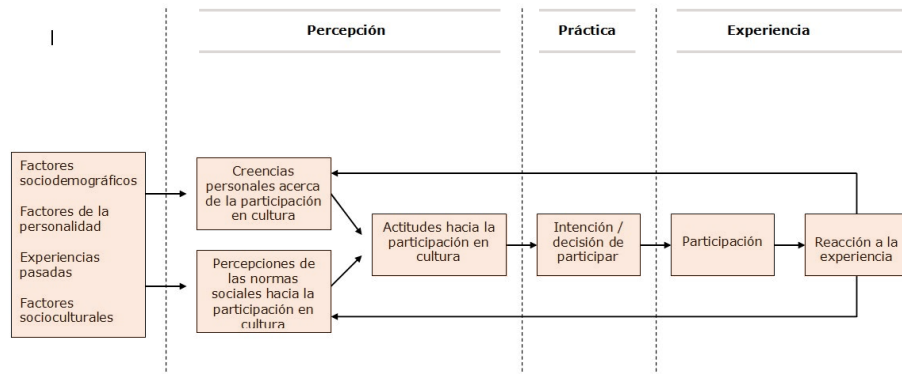 Percepción
Práctica
Experiencia
Factores
sociodemográficos
Factores de la
personalidad
Experiencias
pasadas
Factores
socioculturales
Creencias
personales acerca
de la participación
en cultura
Percepciones de
las normas
sociales hacia la
participación en
cultura
Actitudes hacia la
participación en
cultura
Intención /
decisión de
participar
Participación
Reacción a la
experiencia